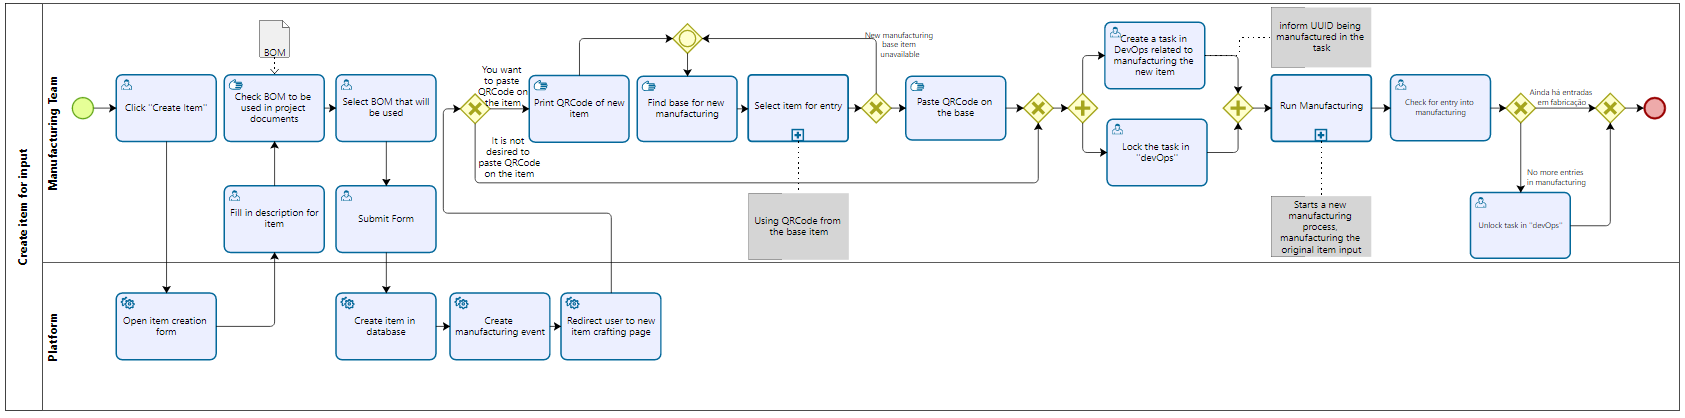 Create item for input
Manufacturing Team
Click "Create Item"
BOM
Check BOM to be
used in project
documents
Select BOM that will
be used
Fill in description for
item
Submit Form
You want
to paste
QRCode on
the item
It is not
desired to
paste QRCode
on the item
Print QRCode of new
item
Find base for new
manufacturing
Select item for entry
Using QRCode from
the base item
New manufacturing
base item
unavailable
Paste QRCode on
the base
Create a task in
DevOps related to
manufacturing the
new item
Lock the task in
"devOps"
inform UUID being
manufactured in the
task
Run Manufacturing
Starts a new
manufacturing
process,
manufacturing the
original item input
Check for entry into
manufacturing
Ainda há entradas
em fabricação
No more entries
in manufacturing
Unlock task in "devOps"
Platform
Open item creation
form
Create item in
database
Create
manufacturing event
Redirect user to new
item crafting page